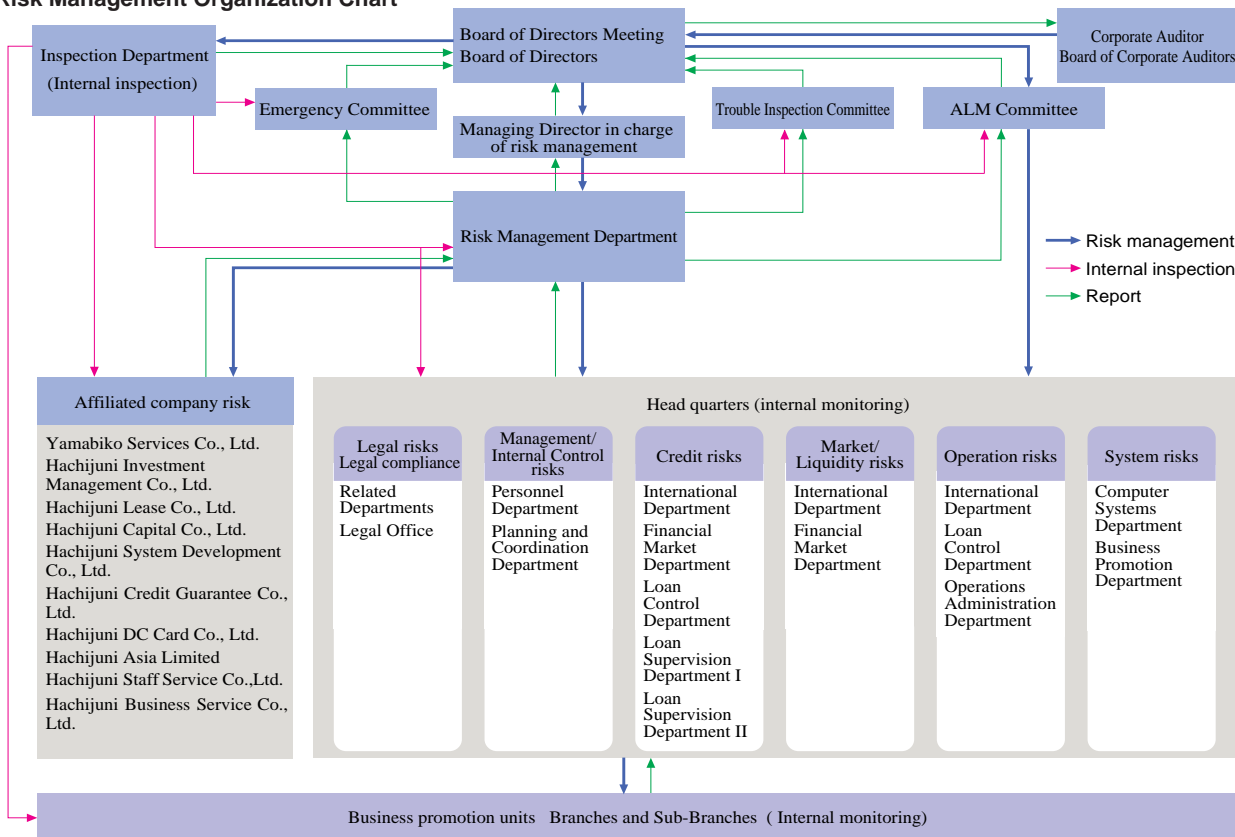 Risk Management Organization Chart
Inspection Department
(Internal inspection)
Board of Directors Meeting
Board of Directors
Corporate Auditor
Board of Corporate Auditors
Emergency Committee
Trouble Inspection Committee
ALM Committee
Managing Director in charge
of risk management
Risk Management Department
Risk management
Internal inspection
Report
Affiliated company risk
Yamabiko Services Co., Ltd.
Hachijuni Investment
Management Co., Ltd.
Hachijuni Lease Co., Ltd.
Hachijuni Capital Co., Ltd.
Hachijuni System Development
Co., Ltd.
Hachijuni Credit Guarantee Co.,
Ltd.
Hachijuni DC Card Co., Ltd.
Hachijuni Asia Limited
Hachijuni Staff Service Co.,Ltd.
Hachijuni Business Service Co.,
Ltd.
Head quarters (internal monitoring)
Legal risks
Legal compliance
Related
Departments
Legal Office
Management/
Internal Control
risks
Personnel
Department
Planning and
Coordination
Department
Credit risks
International
Department
Financial
Market
Department
Loan
Control
Department
Loan
Supervision
Department I
Loan
Supervision
Department II
Market/
Liquidity risks
International
Department
Financial
Market
Department
Operation risks
International
Department
Loan
Control
Department
Operations
Administration
Department
System risks
Computer
Systems
Department
Business
Promotion
Department
Business promotion units Branches and Sub-Branches ( Internal monitoring)